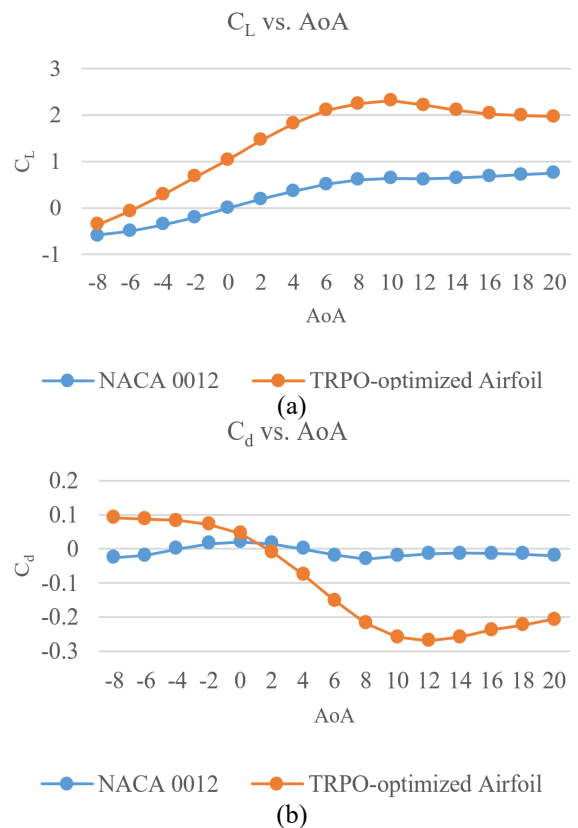 C_L vs. AoA
3
2
1
0
-1
C_L
-8 -6 -4 -2 0 2 4 6 8 10 12 14 16 18 20
AoA
NACA 0012 TRPO-optimized Airfoil
(a)
C_d vs. AoA
0.2
0.1
0
-0.1
-0.2
-0.3
C_d
-8 -6 -4 -2 0 2 4 6 8 10 12 14 16 18 20
AoA
NACA 0012 TRPO-optimized Airfoil
(b)